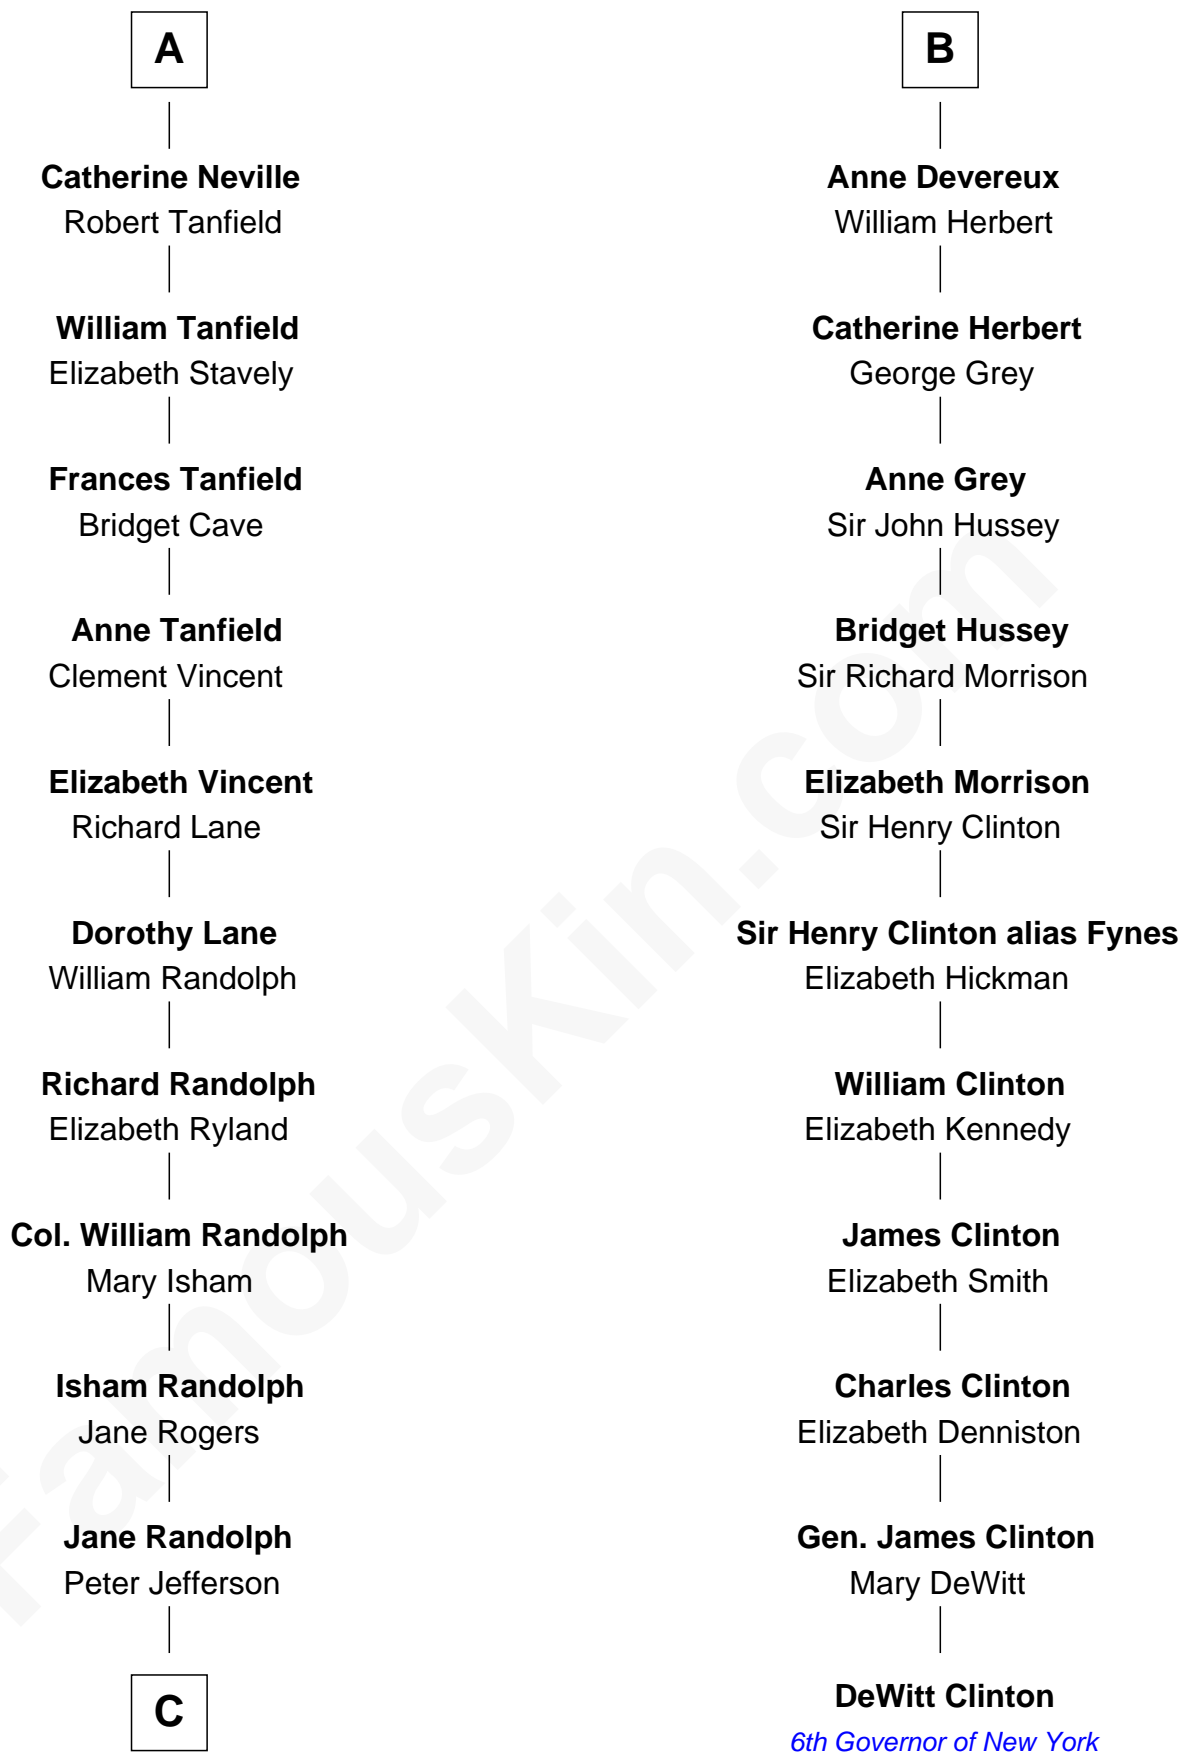 A
Catherine Neville
Robert Tanfield
William Tanfield
Elizabeth Stavely
Frances Tanfield
Bridget Cave
Anne Tanfield
Clement Vincent
Elizabeth Vincent
Richard Lane
Dorothy Lane
William Randolph
Richard Randolph
Elizabeth Ryland
Col. William Randolph
Mary Isham
Isham Randolph
Jane Rogers
Jane Randolph
Peter Jefferson
C
B
Anne Devereux
William Herbert
Catherine Herbert
George Grey
Anne Grey
Sir John Hussey
Bridget Hussey
Sir Richard Morrison
Elizabeth Morrison
Sir Henry Clinton
Sir Henry Clinton alias Fynes
Elizabeth Hickman
William Clinton
Elizabeth Kennedy
James Clinton
Elizabeth Smith
Charles Clinton
Elizabeth Denniston
Gen. James Clinton
Mary DeWitt
DeWitt Clinton
6th Governor of New York
FamousKin.com